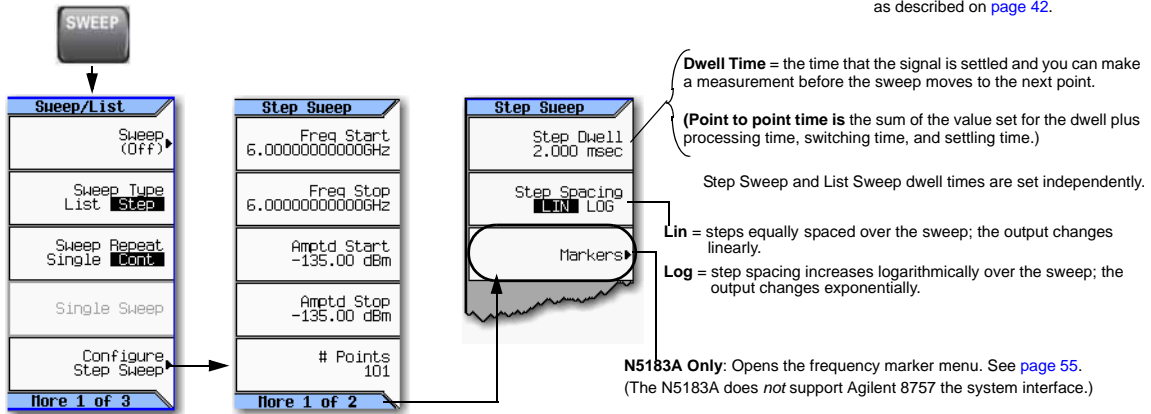 as described on page 42.
SWEEP
Sweep/List
Sweep
(Off)
Sweep Type
List Step
Sweep Repeat
Single Cont
Single Sweep
Configure
Step Sweep
More 1 of 3
Step Sweep
Freq Start
6.00000000000GHz
Freq Stop
6.00000000000GHz
Amptd Start
-135.00 dBm
Amptd Stop
-135.00 dBm
# Points
101
More 1 of 2
Step Sweep
Step Dwell
2.000 msec
Step Spacing
LIN LOG
Markers
Dwell Time = the time that the signal is settled and you can make
a measurement before the sweep moves to the next point.
(Point to point time is the sum of the value set for the dwell plus
processing time, switching time, and settling time.)
Step Sweep and List Sweep dwell times are set independently.
Lin = steps equally spaced over the sweep; the output changes
linearly.
Log = step spacing increases logarithmically over the sweep; the
output changes exponentially.
N5183A Only: Opens the frequency marker menu. See page 55.
(The N5183A does not support Agilent 8757 the system interface.)